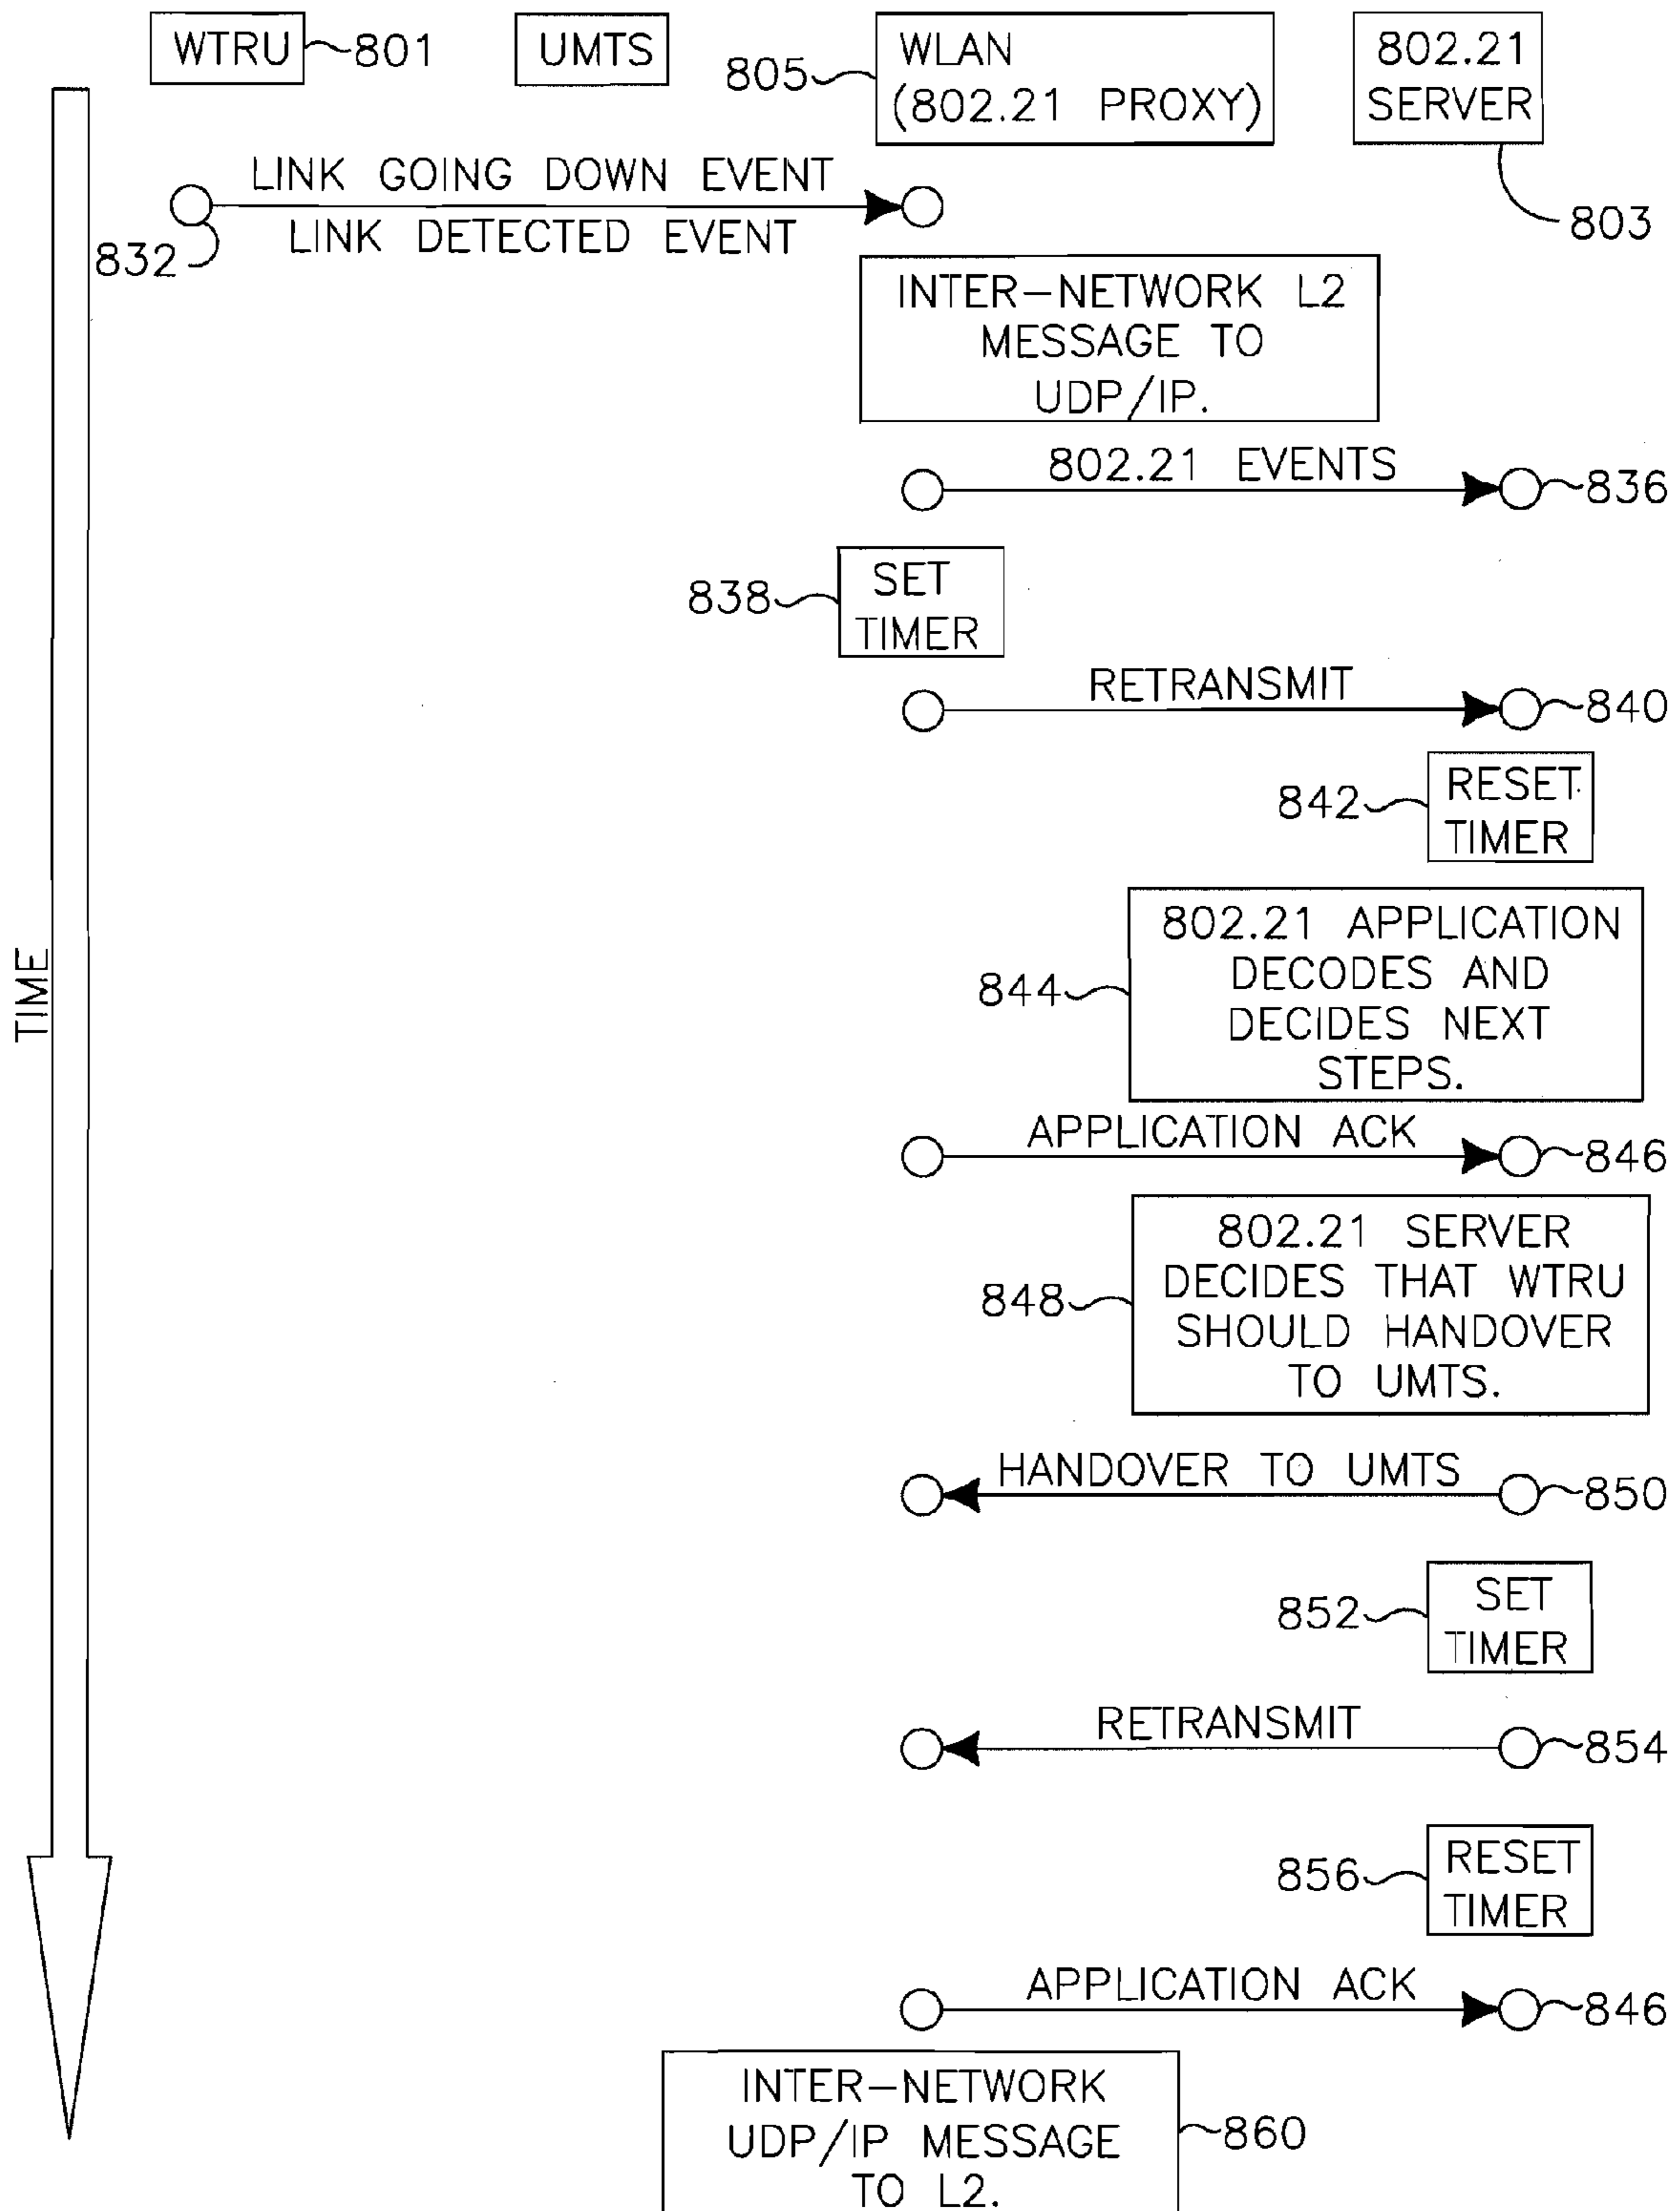 WTRU
801
UMTS
805
WLAN
(802.21 PROXY)
802.21
SERVER
803
LINK GOING DOWN EVENT
LINK DETECTED EVENT
832
INTER-NETWORK L2
MESSAGE TO
UDP/IP.
802.21 EVENTS
836
838
SET
TIMER
RETRANSMIT
840
842
RESET
TIMER
TIME
844
802.21 APPLICATION
DECODES AND
DECIDES NEXT
STEPS.
APPLICATION ACK
846
848
802.21 SERVER
DECIDES THAT WTRU
SHOULD HANDOVER
TO UMTS.
HANDOVER TO UMTS
850
852
SET
TIMER
RETRANSMIT
854
856
RESET
TIMER
APPLICATION ACK
846
INTER-NETWORK
UDP/IP MESSAGE
TO L2.
860